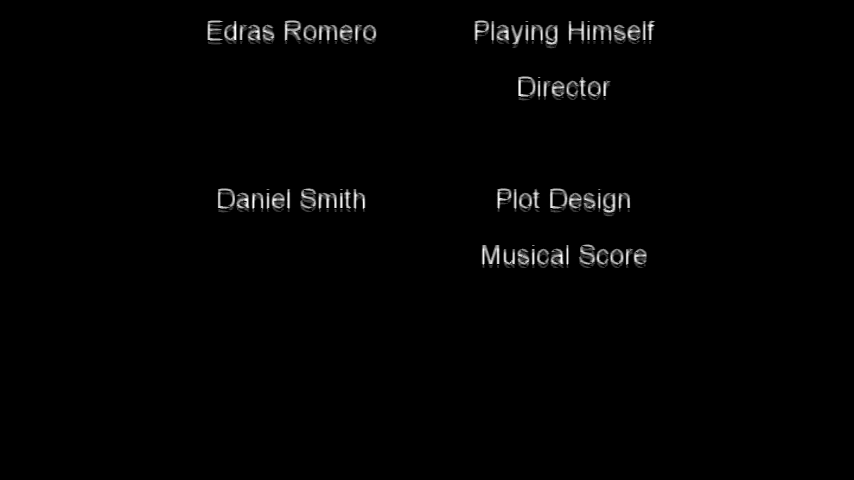 Edras Romero Playing Himself
Director
Daniel Smith Plot Design
Musical Score